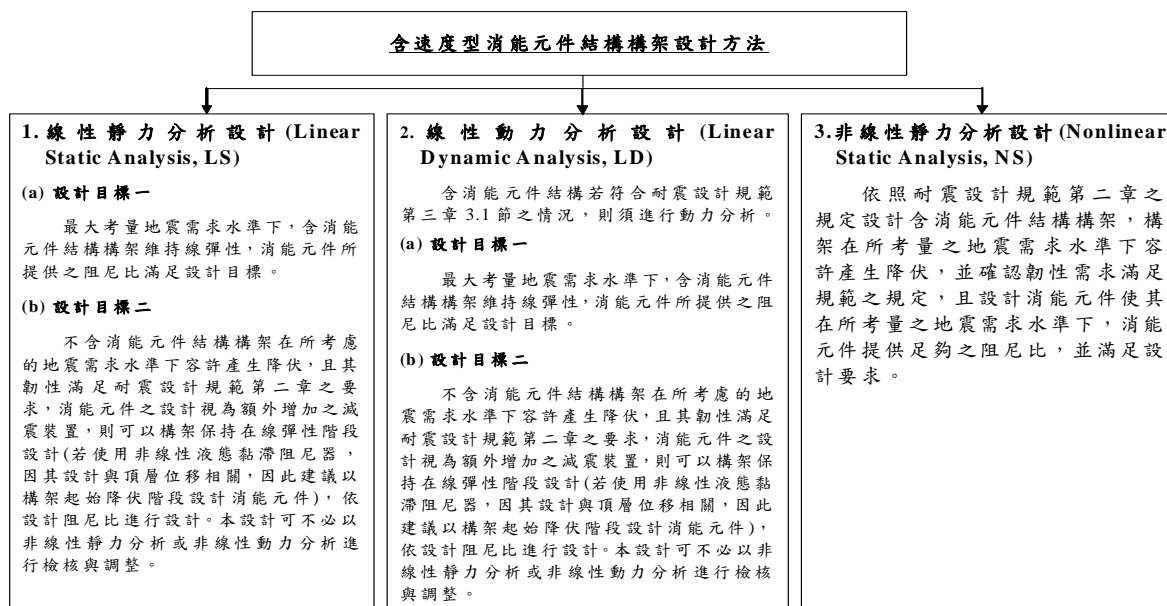 含速度型消能元件結構構架設計方法
1. 線性靜力分析設計(Linear
Static Analysis, LS)
(a) 設計目標一
最大考量地震需求水準下,含消能
元件結構構架維持線彈性,消能元件所
提供之阻尼比滿足設計目標。
(b) 設計目標二
不含消能元件結構構架在所考慮
的地震需求水準下容許產生降伏,且其
韌性滿足耐震設計規範第二章之要
求,消能元件之設計視為額外增加之減
震裝置,則可以構架保持在線彈性階段
設計(若使用非線性液態黏滯阻尼器,
因其設計與頂層位移相關,因此建議以
構架起始降伏階段設計消能元件),依
設計阻尼比進行設計。本設計可不必以
非線性靜力分析或非線性動力分析進
行檢核與調整。
2. 線性動力分析設計(Linear
Dynamic Analysis, LD)
含消能元件結構若符合耐震設計規範
第三章 3.1 節之情況,則須進行動力分析。
(a) 設計目標一
最大考量地震需求水準下,含消能元件
結構構架維持線彈性,消能元件所提供之阻
尼比滿足設計目標。
(b) 設計目標二
不含消能元件結構構架在所考慮的地
震需求水準下容許產生降伏,且其韌性滿足
耐震設計規範第二章之要求,消能元件之設
計視為額外增加之減震裝置,則可以構架保
持在線彈性階段設計(若使用非線性液態黏
滯阻尼器,因其設計與頂層位移相關,因此
建議以構架起始降伏階段設計消能元件),
依設計阻尼比進行設計。本設計可不必以非
線性靜力分析或非線性動力分析進行檢核
與調整。
3.非線性靜力分析設計(Nonlinear
Static Analysis, NS)
依照耐震設計規範第二章之
規定設計含消能元件結構構架,構
架在所考量之地震需求水準下容
許產生降伏,並確認韌性需求滿足
規範之規定,且設計消能元件使其
在所考量之地震需求水準下,消能
元件提供足夠之阻尼比,並滿足設
計要求。